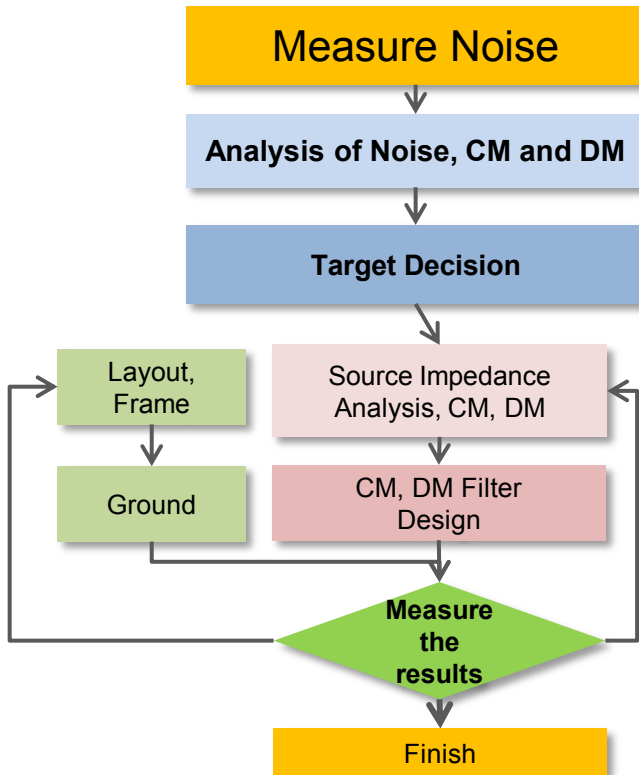 Measure Noise
Analysis of Noise, CM and DM
Target Decision
Layout,
Frame
Source Impedance
Analysis, CM, DM
Ground
CM, DM Filter
Design
Measure
the
results
Finish